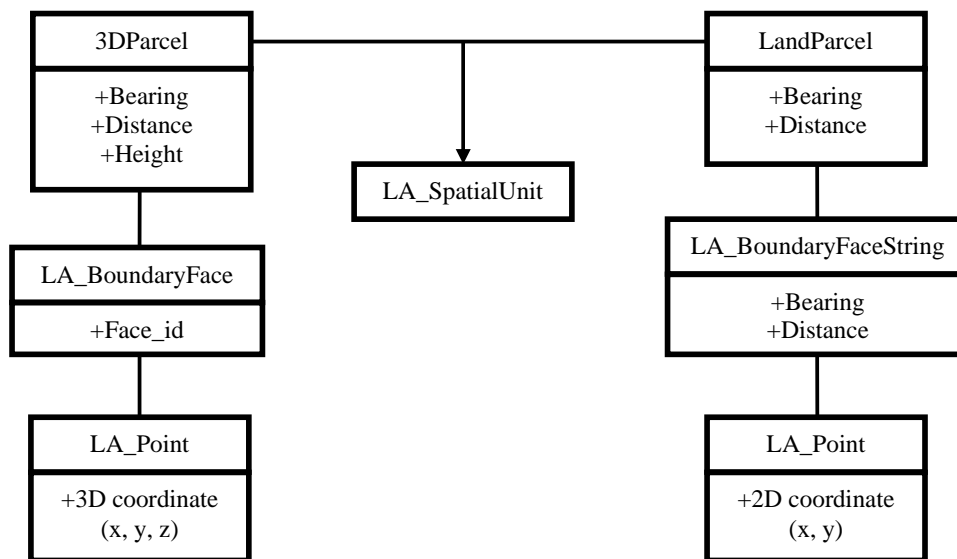 3DParcel
+Bearing
+Distance
+Height
LA_BoundaryFace
+Face_id
LA_Point
+3D coordinate
(x, y, z)
LA_SpatialUnit
LandParcel
+Bearing
+Distance
LA_BoundaryFaceString
+Bearing
+Distance
LA_Point
+2D coordinate
(x, y)